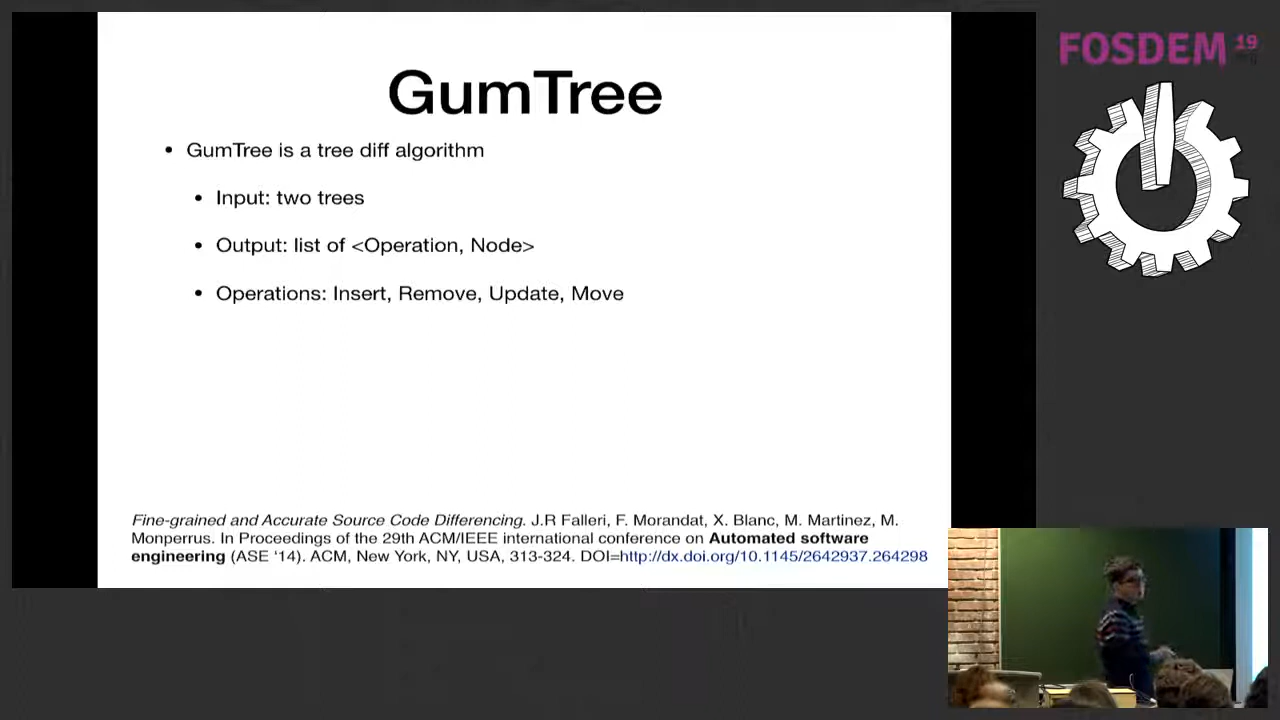 GumTree
• GumTree is a tree diff algorithm
• Input: two trees
• Output: list of <Operation, Node>
• Operations: Insert, Remove, Update, Move
Fine-grained and Accurate Source Code Differencing. J.R Falleri, F. Morandat, X. Blanc, M. Martinez, M.
Monperrus. In Proceedings of the 29th ACM/IEEE international conference on Automated software
engineering (ASE ‘14). ACM, New York, NY, USA, 313-324. DOI=http://dx.doi.org/10.1145/2642937.264298
FOSDEM 19